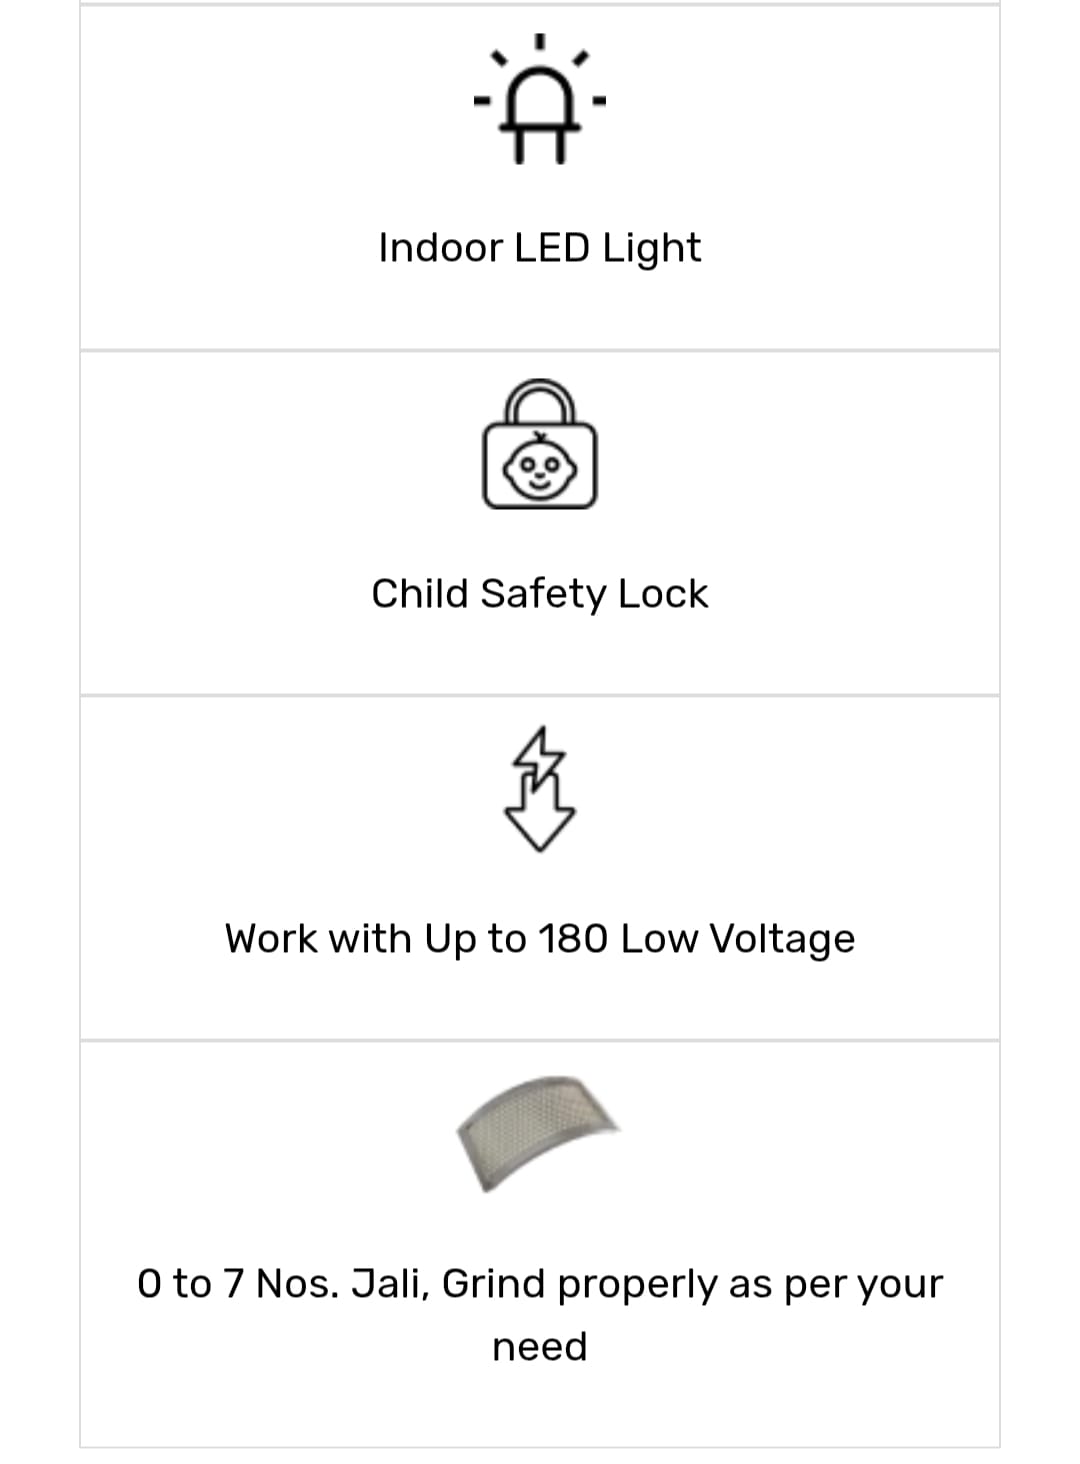 Indoor LED Light
Child Safety Lock
Work with Up to 180 Low Voltage
0 to 7 Nos. Jali, Grind properly as per your
need